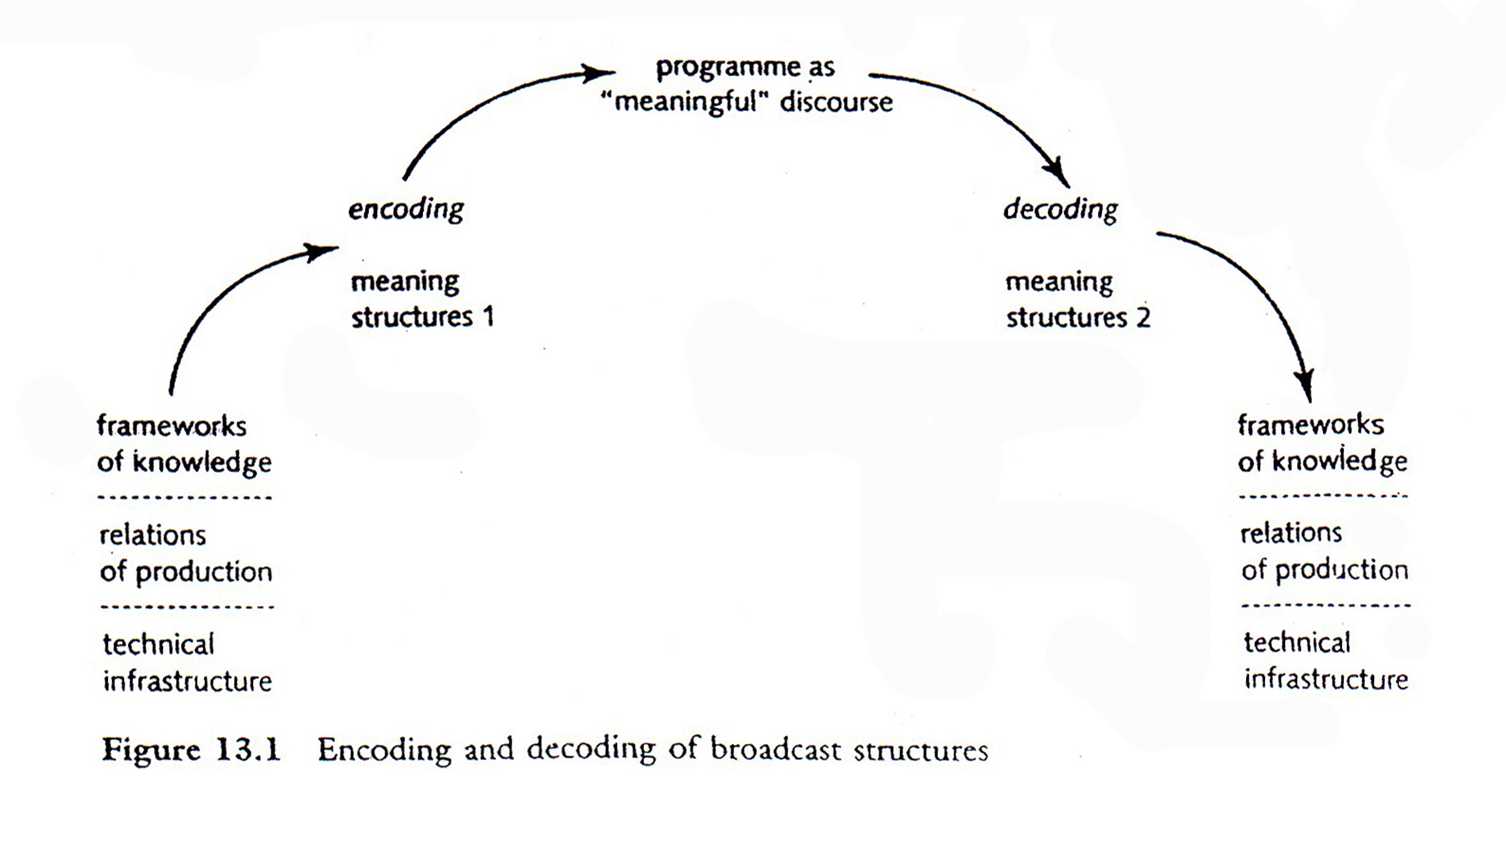 programme as
"meaningful" discourse
encoding
meaning
structures 1
decoding
meaning
structures 2
frameworks
of knowledge
relations
of production
technical
infrastructure
frameworks
of knowledge
relations
of production
technical
infrastructure
Figure 13.1 Encoding and decoding of broadcast structures